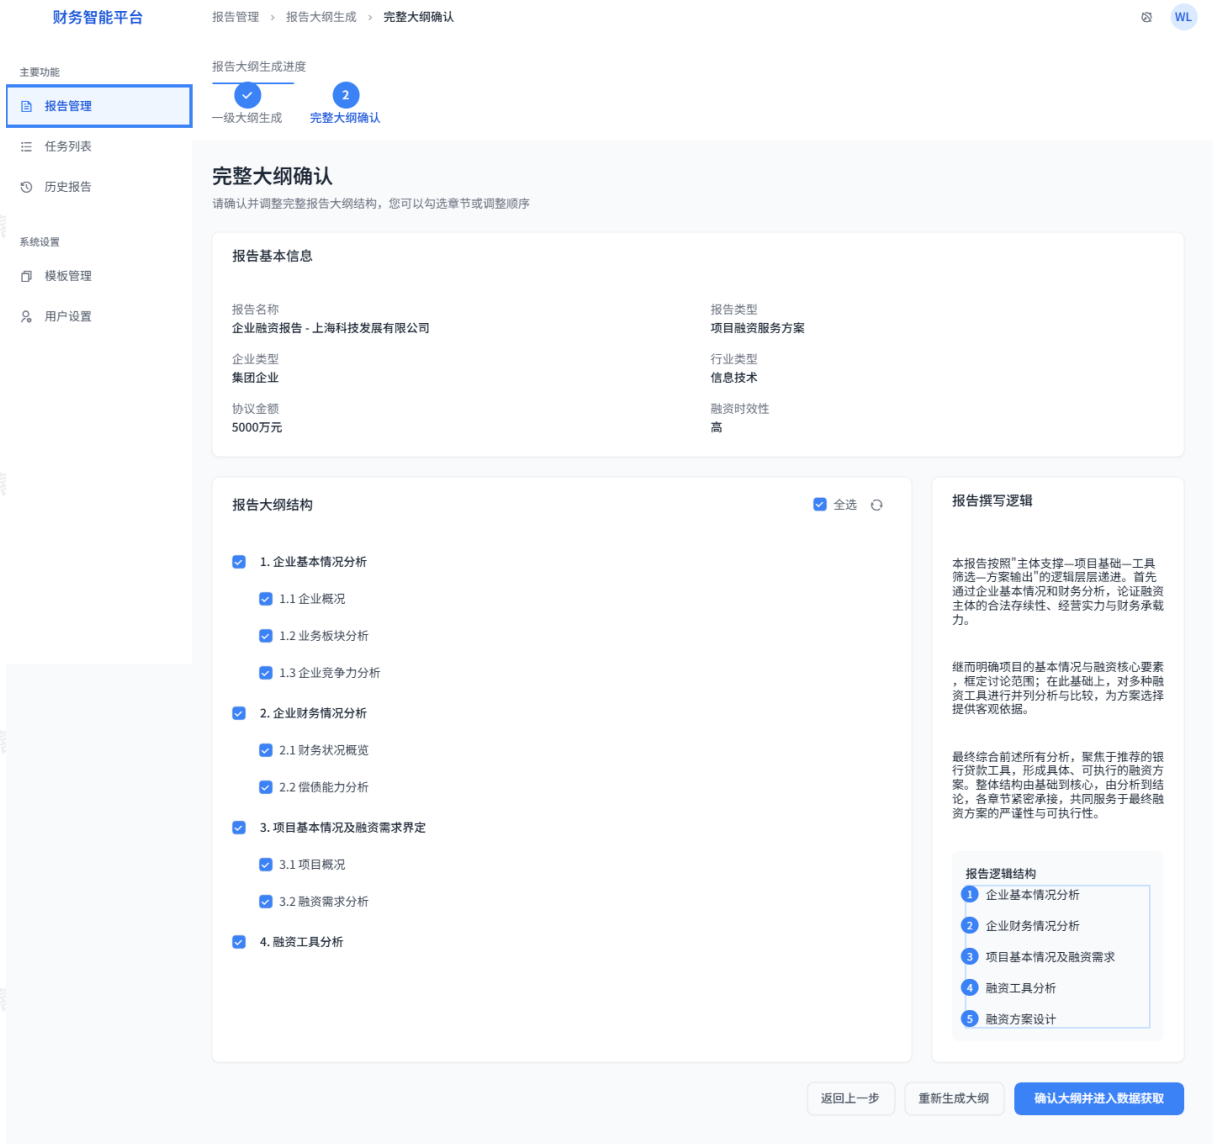 财务智能平台
报告管理 › 报告大纲生成 › 完整大纲确认
WL
主要功能
报告管理
任务列表
历史报告
系统设置
模板管理
用户设置
报告大纲生成进度
2
一级大纲生成
完整大纲确认
完整大纲确认
请确认并调整完整报告大纲结构，您可以勾选章节或调整顺序
报告基本信息
报告名称
企业融资报告 - 上海科技发展有限公司
报告类型
项目融资服务方案
企业类型
集团企业
行业类型
信息技术
协议金额
5000万元
融资时效性
高
报告大纲结构
全选
1. 企业基本情况分析
1.1 企业概况
1.2 业务板块分析
1.3 企业竞争力分析
2. 企业财务情况分析
2.1 财务状况概览
2.2 偿债能力分析
3. 项目基本情况及融资需求界定
3.1 项目概况
3.2 融资需求分析
4. 融资工具分析
报告撰写逻辑
本报告按照"主体支撑—项目基础—工具
筛选—方案输出"的逻辑层层递进。首先
通过企业基本情况和财务分析，论证融资
主体的合法存续性、经营实力与财务承载
力。
继而明确项目的基本情况与融资核心要素
，框定讨论范围；在此基础上，对多种融
资工具进行并列分析与比较，为方案选择
提供客观依据。
最终综合前述所有分析，聚焦于推荐的银
行贷款工具，形成具体、可执行的融资方
案。整体结构由基础到核心，由分析到结
论，各章节紧密承接，共同服务于最终融
资方案的严谨性与可执行性。
报告逻辑结构
1 企业基本情况分析
2 企业财务情况分析
3 项目基本情况及融资需求
4 融资工具分析
5 融资方案设计
返回上一步
重新生成大纲
确认大纲并进入数据获取